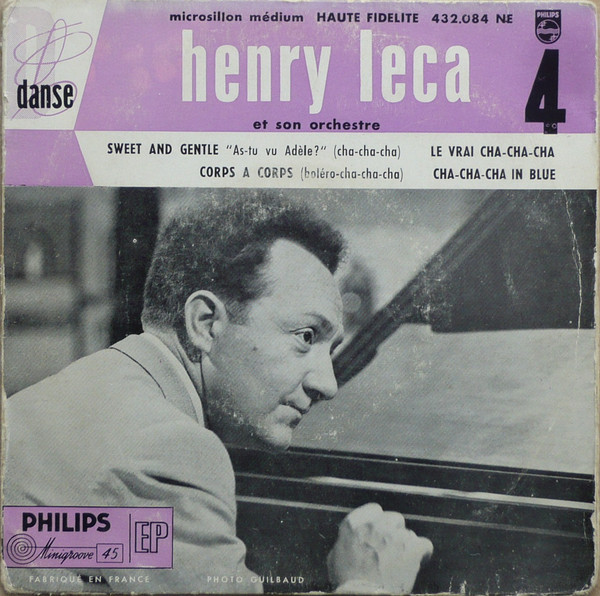 microsillon médium HAUTE FIDELITE 432.084 NE
PHILIPS
danse
henry leca
4
et son orchestre
SWEET AND GENTLE "As-tu vu Adèle?" (cha-cha-cha) LE VRAI CHA-CHA-CHA
CORPS A CORPS (boléro-cha-cha-cha) CHA-CHA-CHA IN BLUE
PHILIPS
Minigroove 45
EP
FABRIQUÉ EN FRANCE PHOTO GUILBAUD